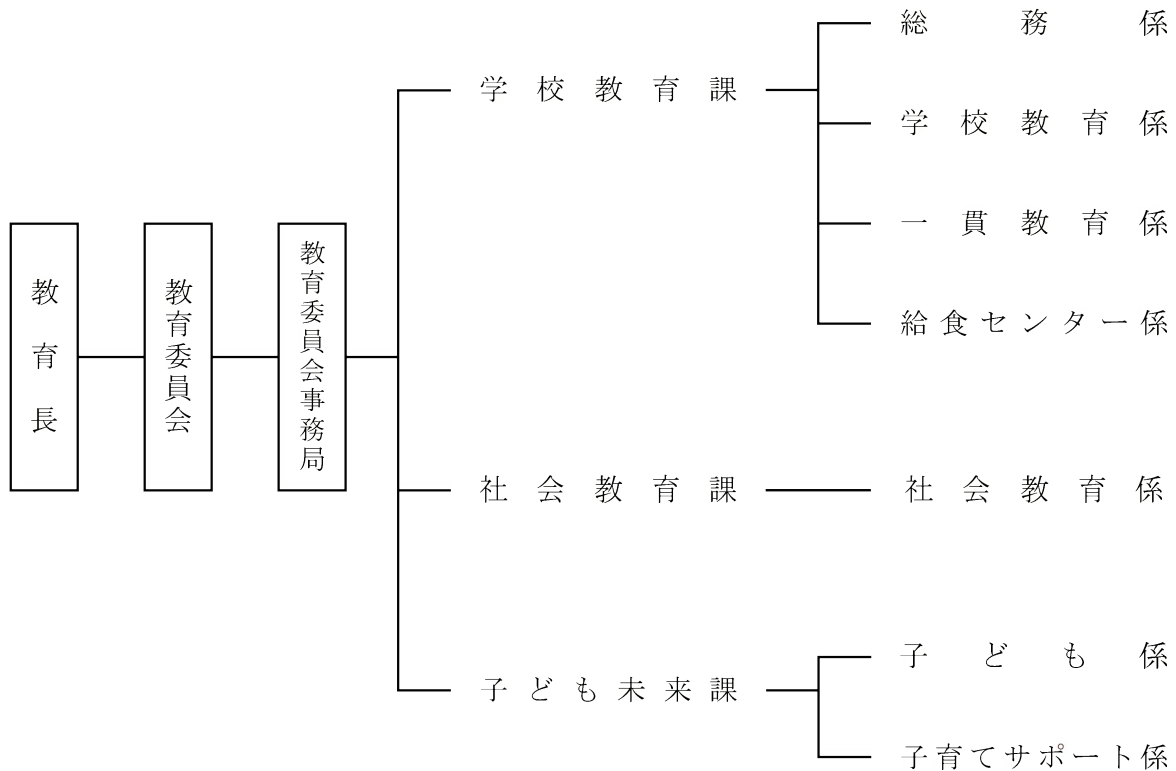 教育長
教育委員会
教育委員会事務局
学校教育課
総務係
学校教育係
一貫教育係
給食センター係
社会教育課
社会教育係
子ども未来課
子ども係
子育てサポート係